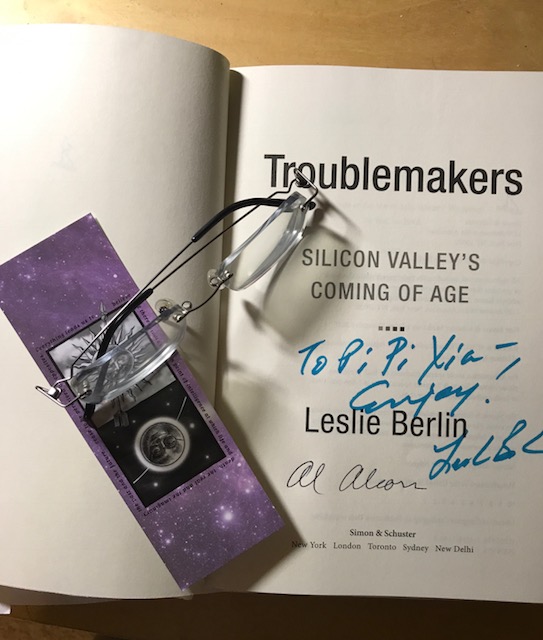 Troublemakers
SILICON VALLEY'S
COMING OF AGE
To Pi Pi Xia—,
Enjoy!
Leslie Berlin
Al Alcorn
Simon & Schuster
New York London Toronto Sydney New Delhi